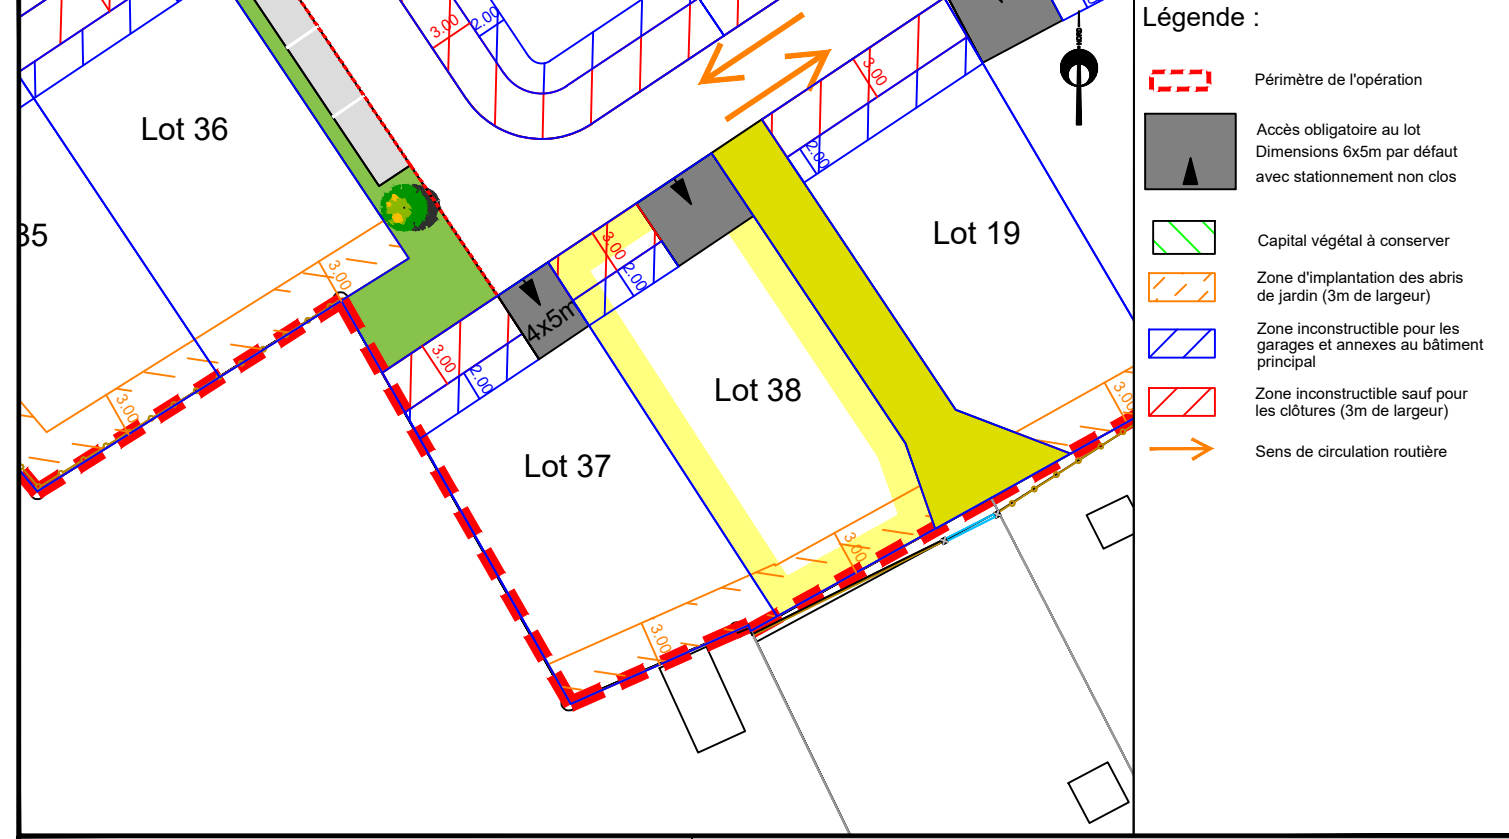 Légende :
NORD
Périmètre de l'opération
Accès obligatoire au lot
Dimensions 6x5m par défaut
avec stationnement non clos
Capital végétal à conserver
Zone d'implantation des abris
de jardin (3m de largeur)
Zone inconstructible pour les
garages et annexes au bâtiment
principal
Zone inconstructible sauf pour
les clôtures (3m de largeur)
Sens de circulation routière
3.00
2.00
3.00
Lot 36
2.00
35
Lot 19
3.00
3.00
2.00
4x5m
3.00
2.00
Lot 38
3.00
3.00
Lot 37
3.00
3.00